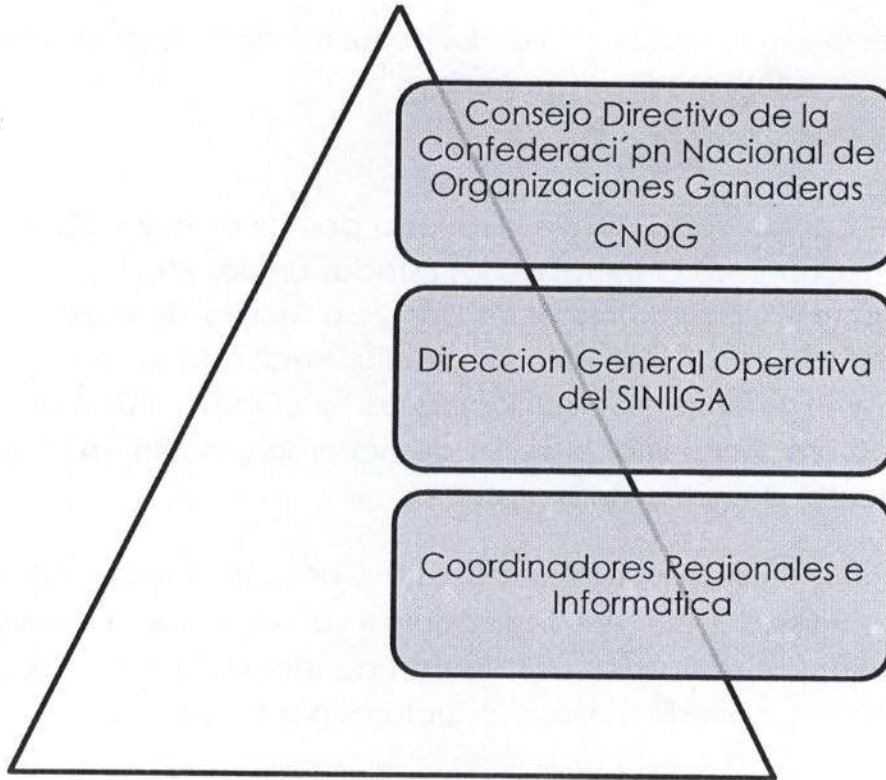 Consejo Directivo de la
Confederaci´pn Nacional de
Organizaciones Ganaderas
CNOG
Direccion General Operativa
del SINIIGA
Coordinadores Regionales e
Informatica